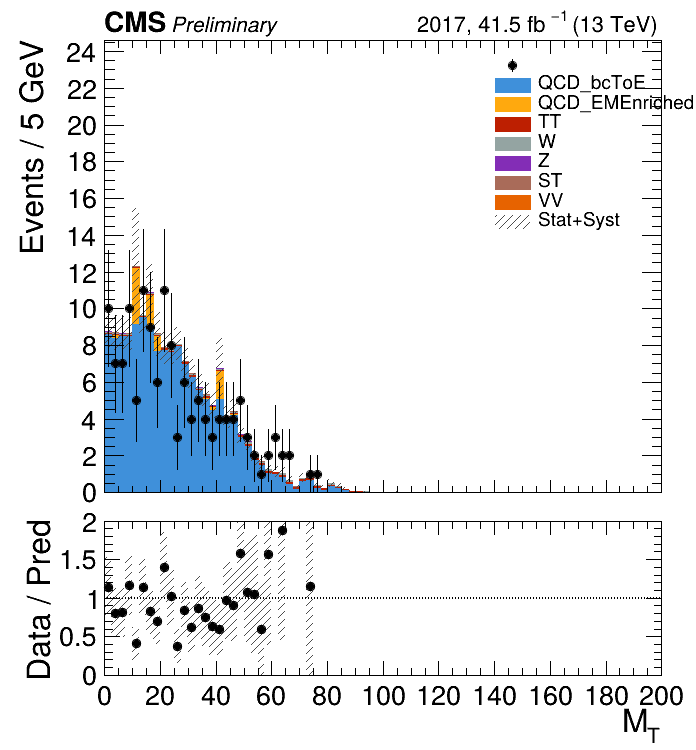 CMS Preliminary 2017, 41.5 fb⁻¹ (13 TeV)
Events / 5 GeV
24
22
20
18
16
14
12
10
8
6
4
2
0
QCD_bcToE
QCD_EMEnriched
TT
W
Z
ST
VV
Stat+Syst
Data / Pred
2
1.5
1
0.5
0
0 20 40 60 80 100 120 140 160 180 200
M_T